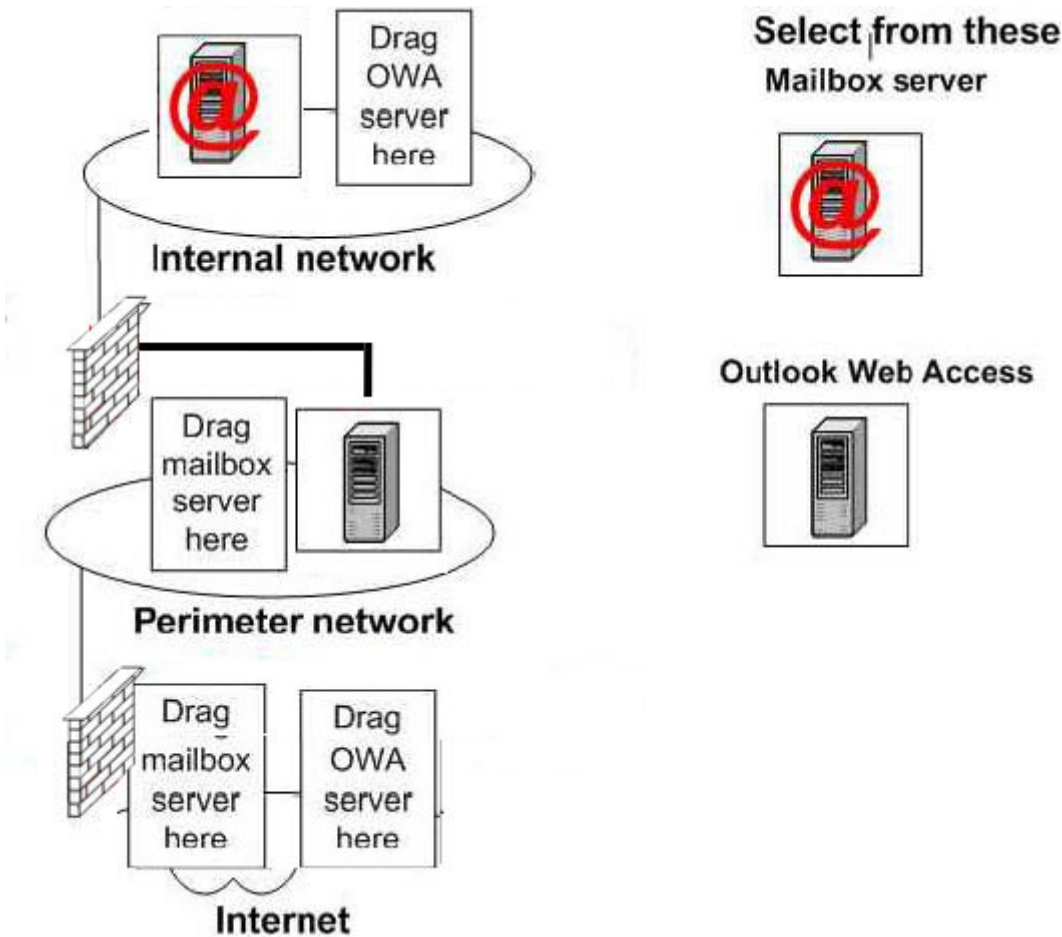 Drag
OWA
server
here
Internal network
Drag
mailbox
server
here
Perimeter network
Drag
mailbox
server
here
Drag
OWA
server
here
Internet
Select from these
Mailbox server
@
@
Outlook Web Access